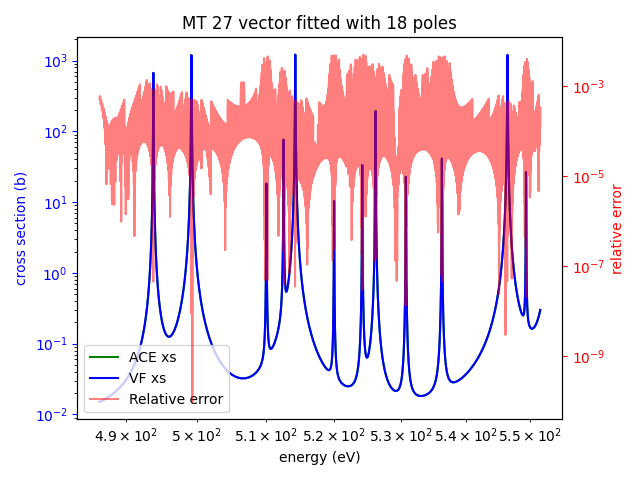 MT 27 vector fitted with 18 poles
10³
10²
10¹
10⁰
10⁻¹
10⁻²
cross section (b)
10⁻³
10⁻⁵
10⁻⁷
10⁻⁹
relative error
ACE xs
VF xs
Relative error
4.9 × 10² 5 × 10² 5.1 × 10² 5.2 × 10² 5.3 × 10² 5.4 × 10² 5.5 × 10²
energy (eV)